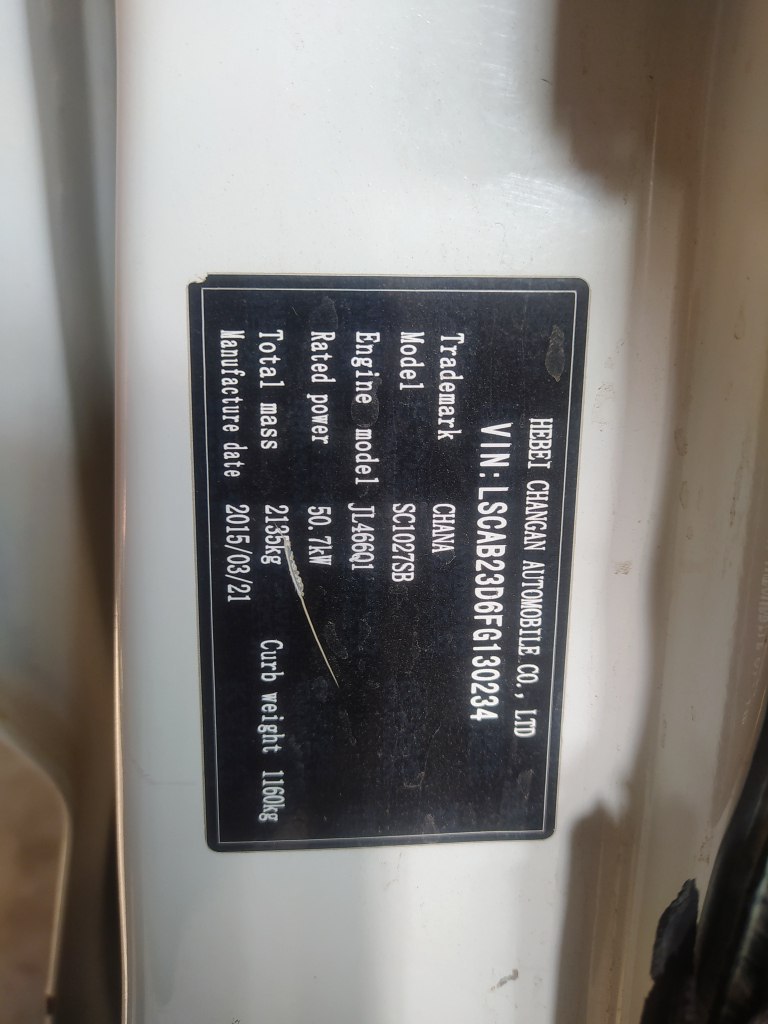 HEBEI CHANGAN AUTOMOBILE CO., LTD
VIN:LSCAB23D6FG130234
Trademark CHANA
Model SC1027SB
Engine model JL466Q1
Rated power 50.7kW
Total mass 2135kg Curb weight 1160kg
Manufacture date 2015/03/21